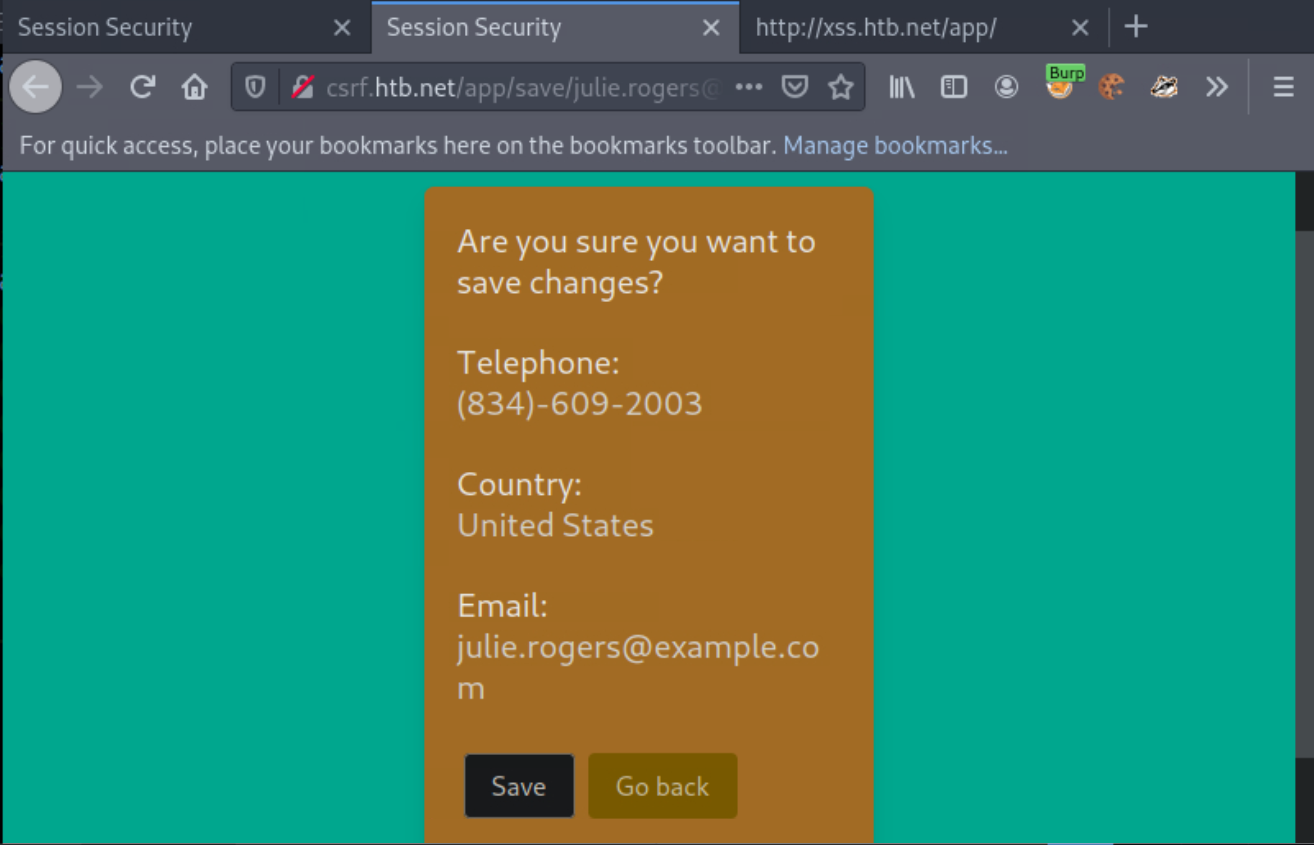 Session Security
Session Security
http://xss.htb.net/app/
csrf.htb.net/app/save/julie.rogers@
Burp
For quick access, place your bookmarks here on the bookmarks toolbar. Manage bookmarks...
Are you sure you want to
save changes?
Telephone:
(834)-609-2003
Country:
United States
Email:
julie.rogers@example.co
m
Save
Go back